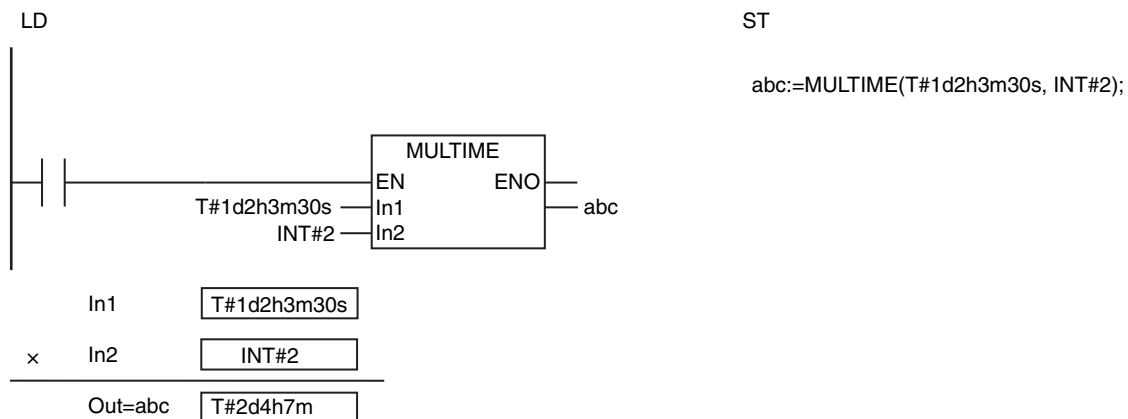 LD
ST
abc:=MULTIME(T#1d2h3m30s, INT#2);
MULTIME
EN ENO
T#1d2h3m30s In1 abc
INT#2 In2
In1 T#1d2h3m30s
× In2 INT#2
Out=abc T#2d4h7m